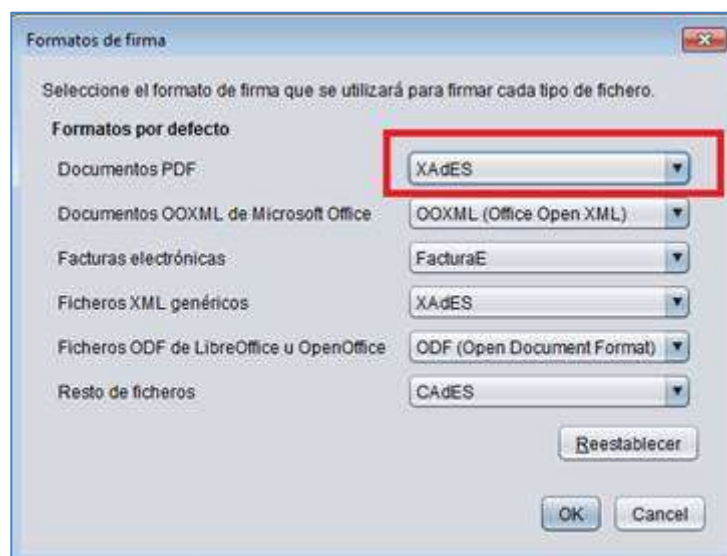 Formatos de firma
Seleccione el formato de firma que se utilizará para firmar cada tipo de fichero.
Formatos por defecto
Documentos PDF XAdES
Documentos OOXML de Microsoft Office OOXML (Office Open XML)
Facturas electrónicas FacturaE
Ficheros XML genéricos XAdES
Ficheros ODF de LibreOffice u OpenOffice ODF (Open Document Format)
Resto de ficheros CAdES
Reestablecer
OK Cancel